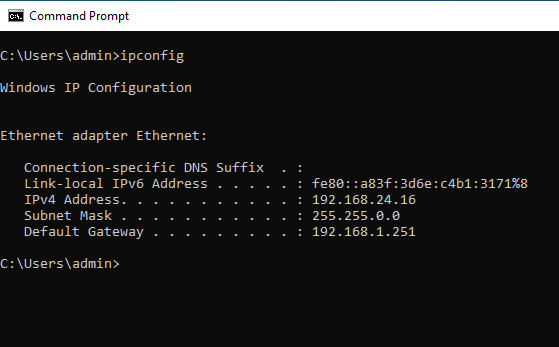 Command Prompt
C:\Users\admin>ipconfig
Windows IP Configuration
Ethernet adapter Ethernet:
   Connection-specific DNS Suffix  . :
   Link-local IPv6 Address . . . . . : fe80::a83f:3d6e:c4b1:3171%8
   IPv4 Address. . . . . . . . . . . : 192.168.24.16
   Subnet Mask . . . . . . . . . . . : 255.255.0.0
   Default Gateway . . . . . . . . . : 192.168.1.251
C:\Users\admin>